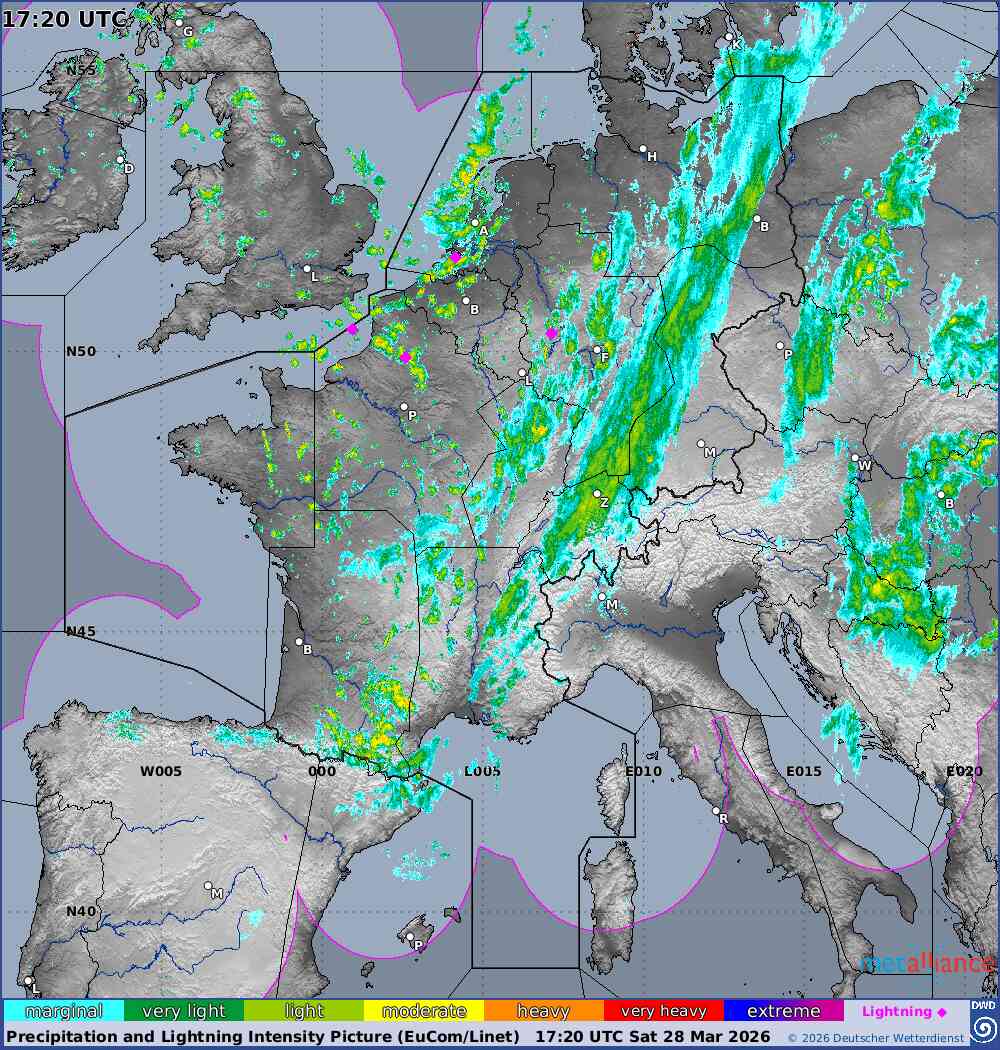 17:20 UTC
G
K
N55
D
H
A
B
L
B
N50
P
F
L
P
M
W
Z
B
M
N45
B
W005
000
E005
E010
E015
E020
R
M
N40
P
L
metalliance
marginal very light light moderate heavy very heavy extreme Lightning ◆ DWD
Precipitation and Lightning Intensity Picture (EuCom/Linet) 17:20 UTC Sat 28 Mar 2026 © 2026 Deutscher Wetterdienst